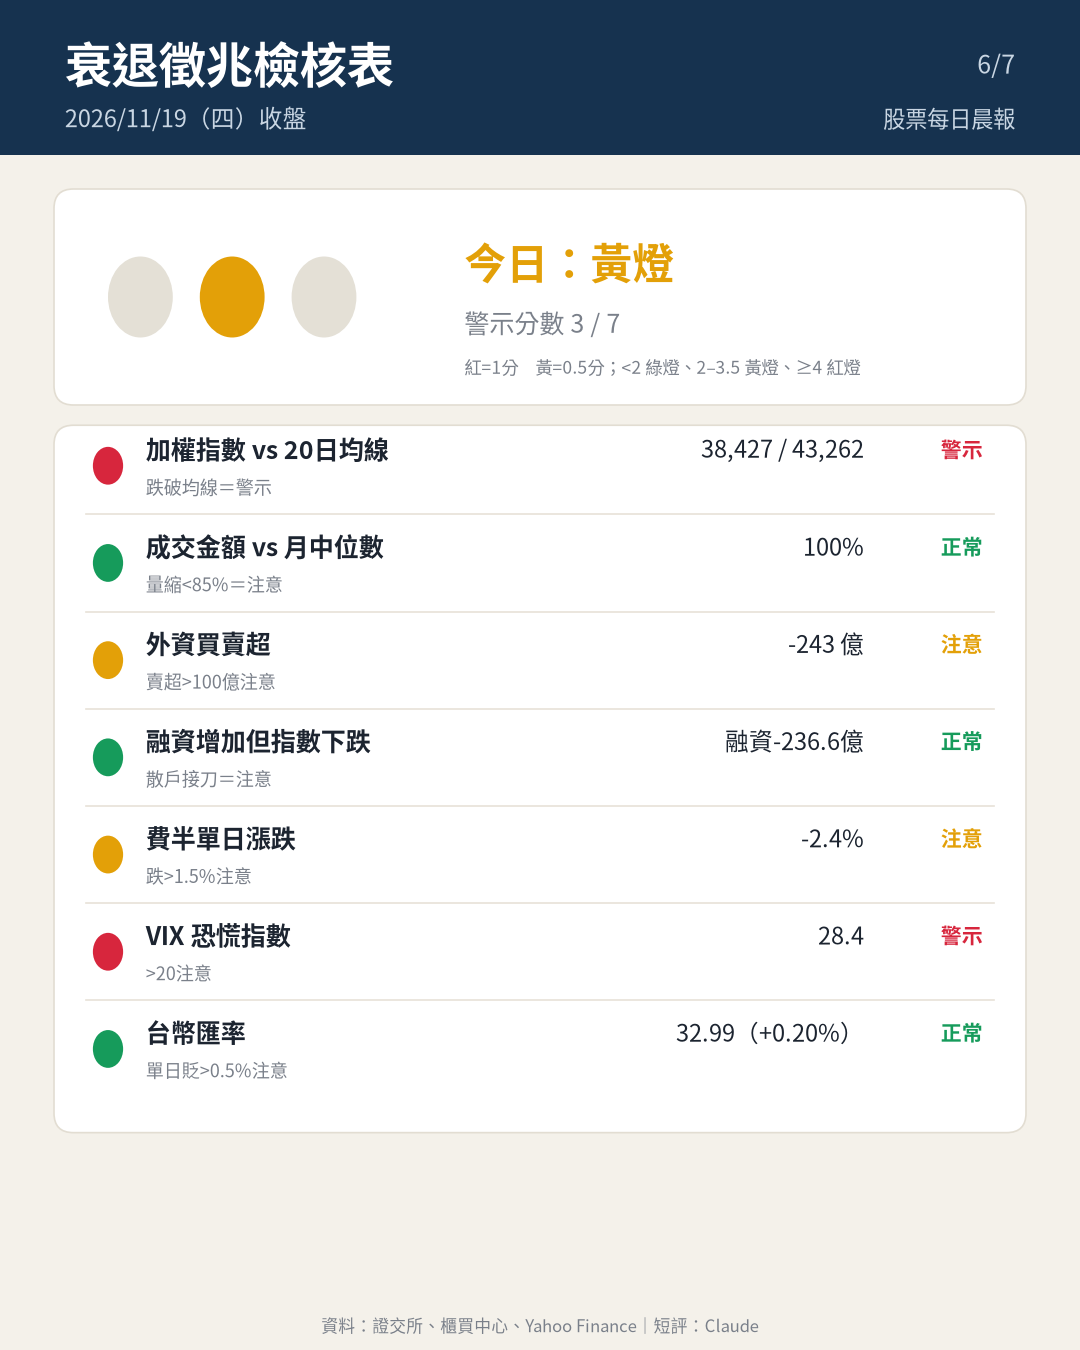 衰退徵兆檢核表
6/7
2026/11/19（四）收盤
股票每日晨報
今日：黃燈
警示分數 3 / 7
紅=1分　黃=0.5分；<2 綠燈、2–3.5 黃燈、≥4 紅燈
加權指數 vs 20日均線
38,427 / 43,262
警示
跌破均線＝警示
成交金額 vs 月中位數
100%
正常
量縮<85%＝注意
外資買賣超
-243 億
注意
賣超>100億注意
融資增加但指數下跌
融資-236.6億
正常
散戶接刀＝注意
費半單日漲跌
-2.4%
注意
跌>1.5%注意
VIX 恐慌指數
28.4
警示
>20注意
台幣匯率
32.99（+0.20%）
正常
單日貶>0.5%注意
資料：證交所、櫃買中心、Yahoo Finance｜短評：Claude